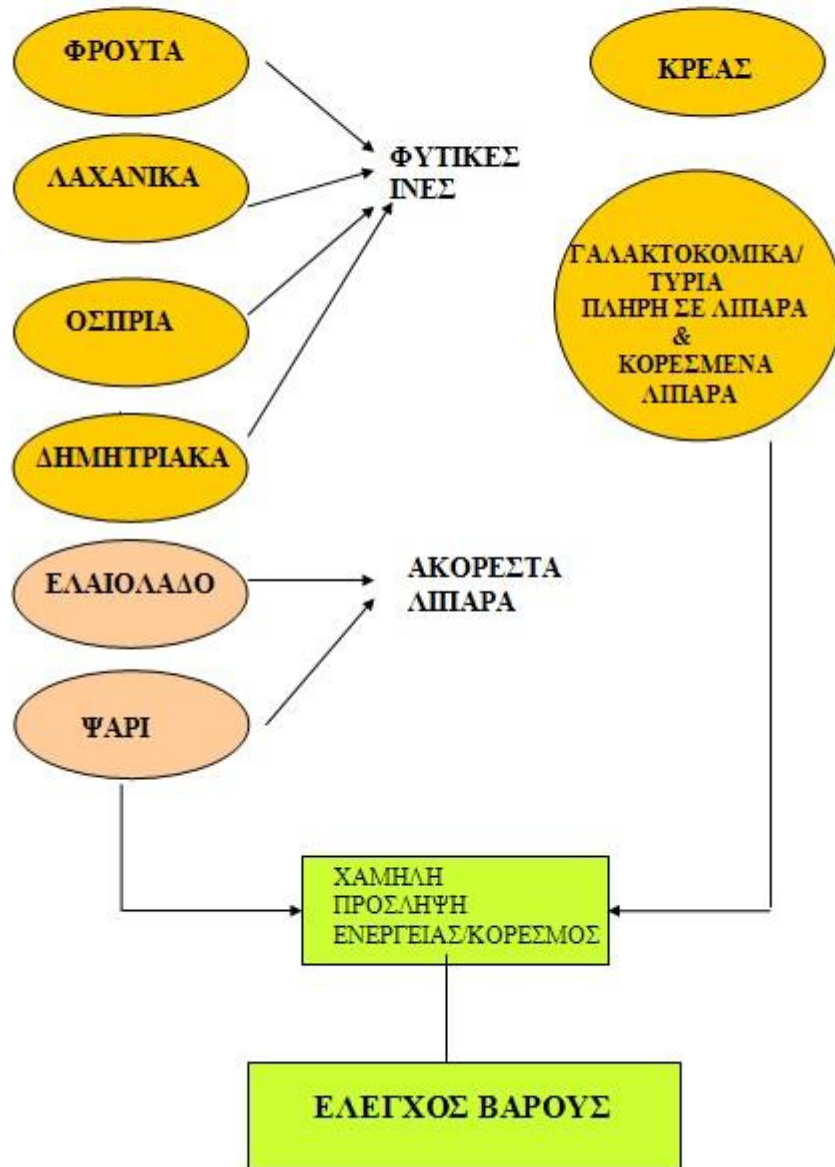 ΦΡΟΥΤΑ
ΛΑΧΑΝΙΚΑ
ΟΣΠΡΙΑ
ΔΗΜΗΤΡΙΑΚΑ
ΕΛΑΙΟΛΑΔΟ
ΨΑΡΙ
ΦΥΤΙΚΕΣ
ΙΝΕΣ
ΑΚΟΡΕΣΤΑ
ΛΙΠΑΡΑ
ΚΡΕΑΣ
ΓΑΛΑΚΤΟΚΟΜΙΚΑ/
ΤΥΡΙΑ
ΠΛΗΡΗ ΣΕ ΛΙΠΑΡΑ
&
ΚΟΡΕΣΜΕΝΑ
ΛΙΠΑΡΑ
ΧΑΜΗΛΗ
ΠΡΟΣΛΗΨΗ
ΕΝΕΡΓΕΙΑΣ/ΚΟΡΕΣΜΟΣ
ΕΛΕΓΧΟΣ ΒΑΡΟΥΣ